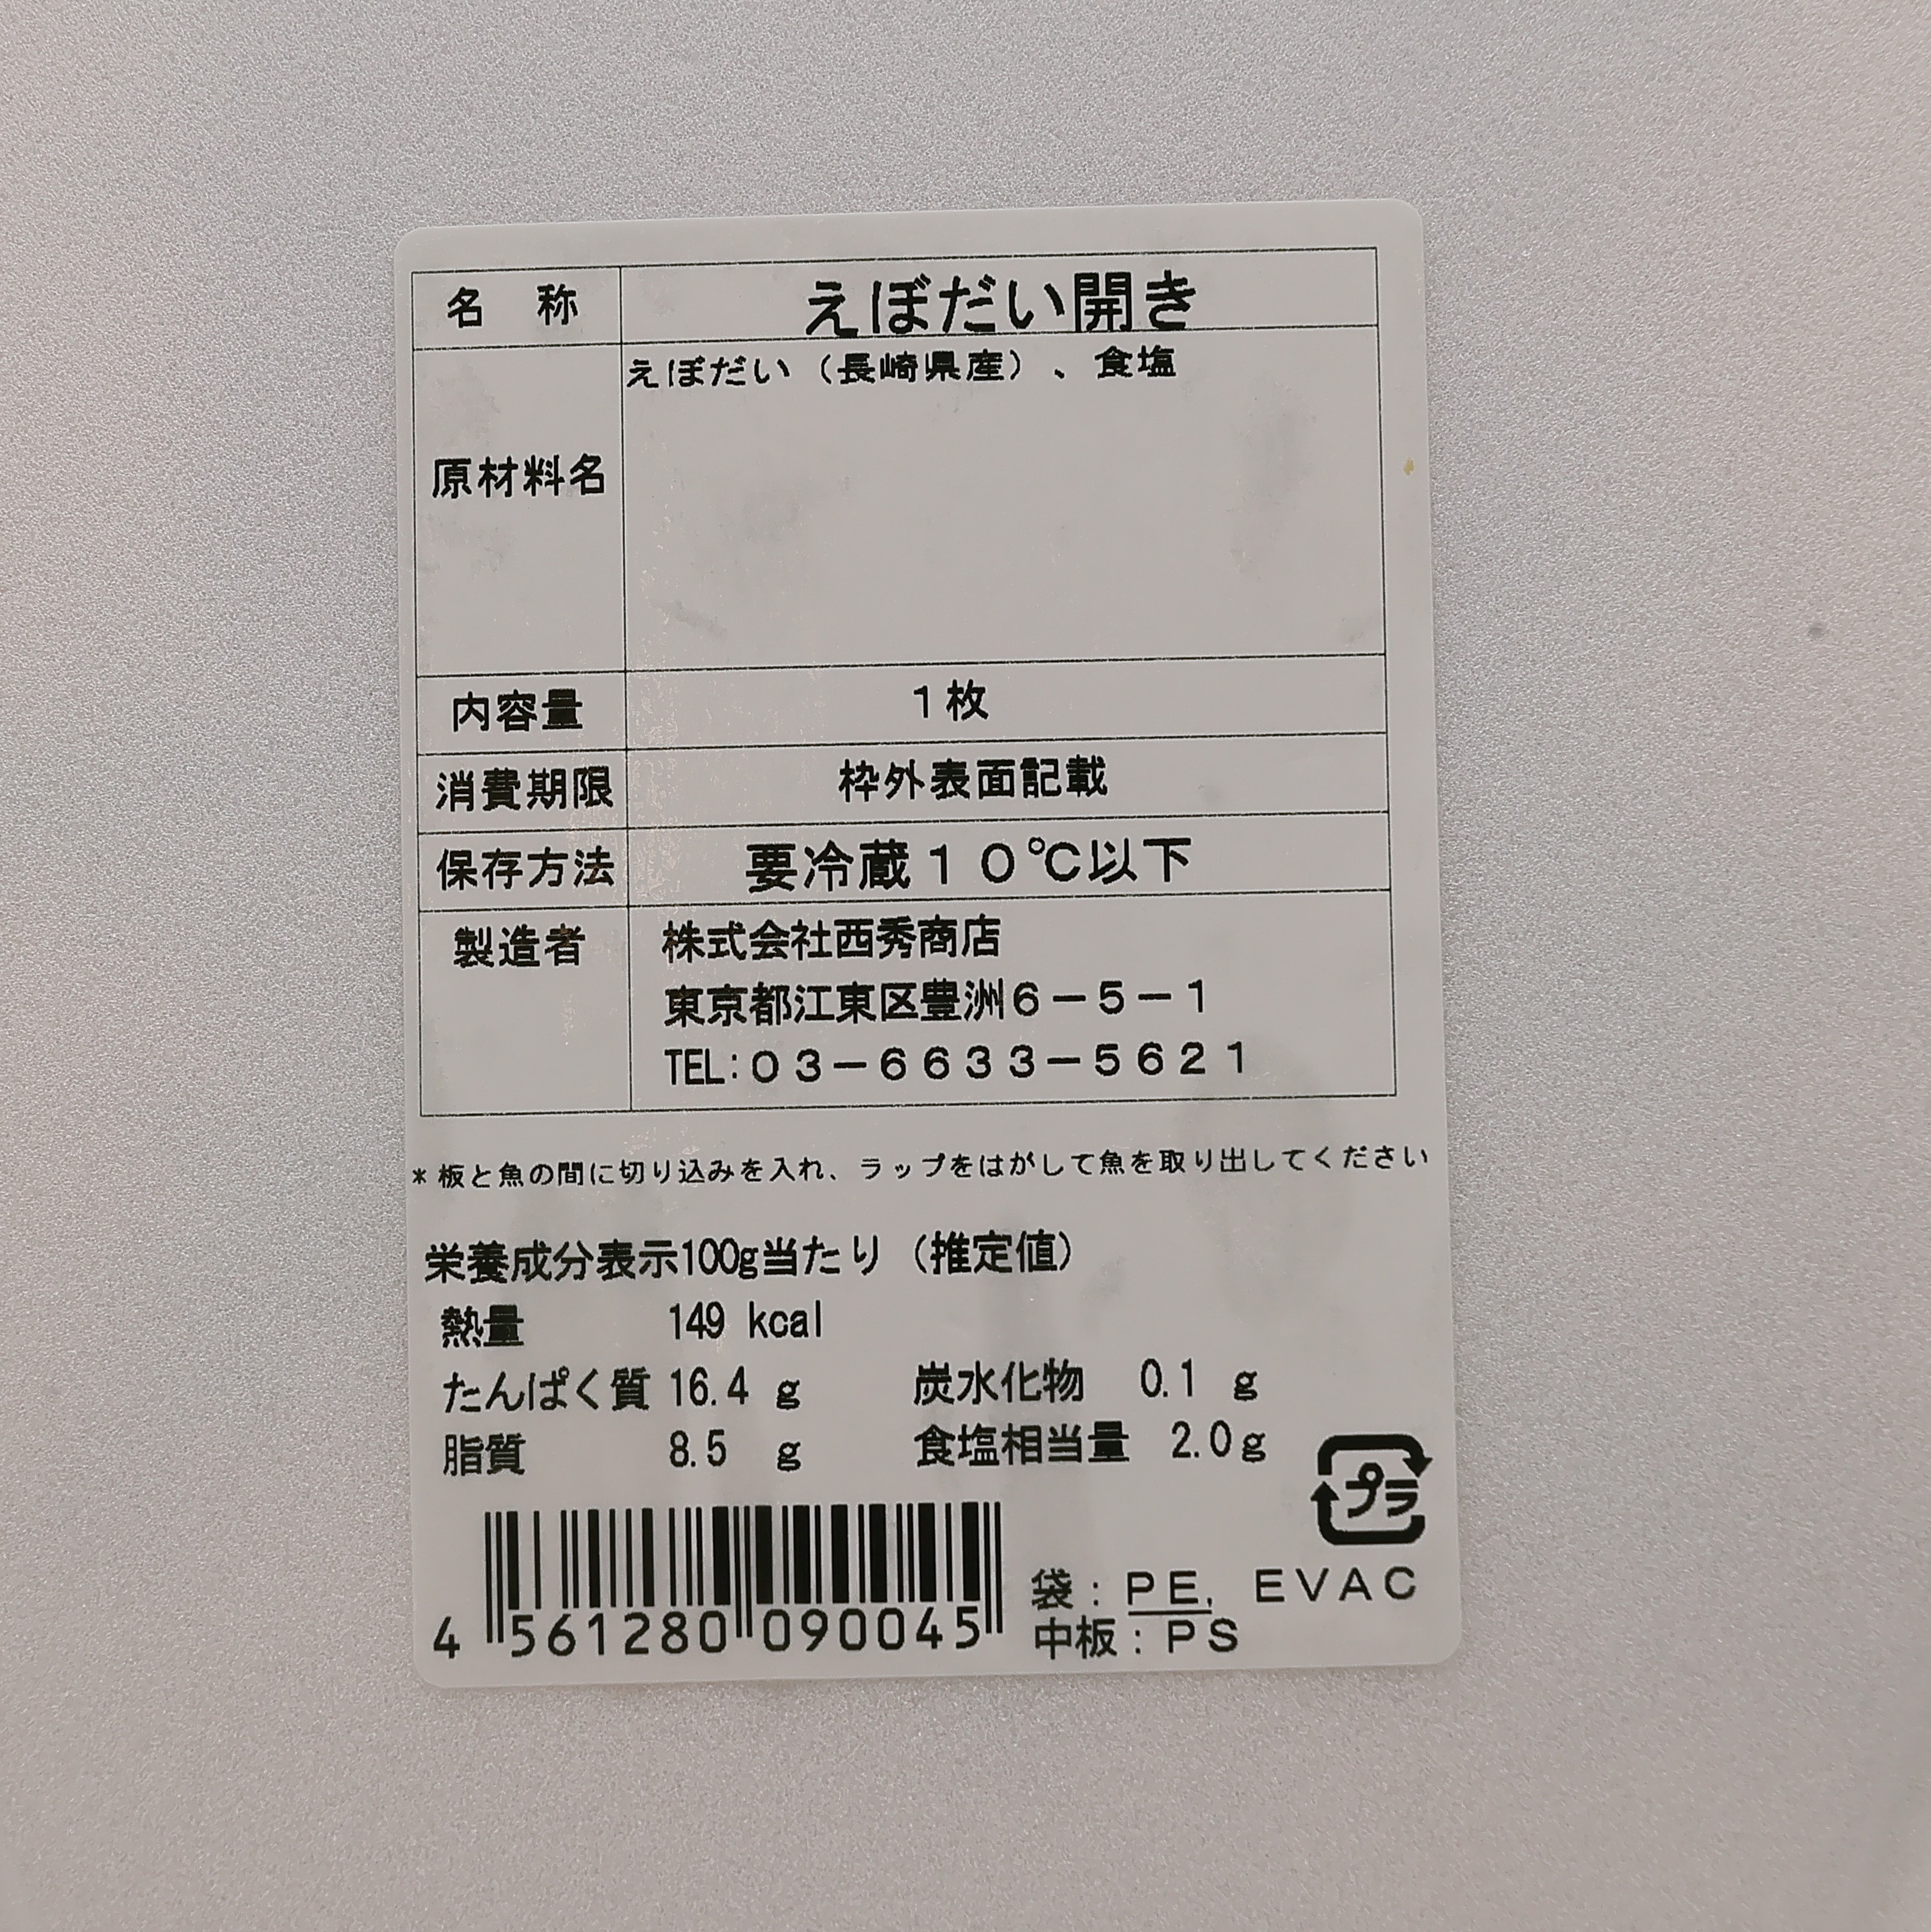 名 称 えぼだい開き
原材料名 えぼだい（長崎県産）、食塩
内容量 1枚
消費期限 枠外表面記載
保存方法 要冷蔵10℃以下
製造者 株式会社西秀商店
東京都江東区豊洲6－5－1
TEL:03－6633－5621
*板と魚の間に切り込みを入れ、ラップをはがして魚を取り出してください
栄養成分表示100g当たり（推定値）
熱量 149 kcal
たんぱく質 16.4 g 炭水化物 0.1 g
脂質 8.5 g 食塩相当量 2.0g
プラ
袋：PE, EVAC
中板：PS
4 561280 090045